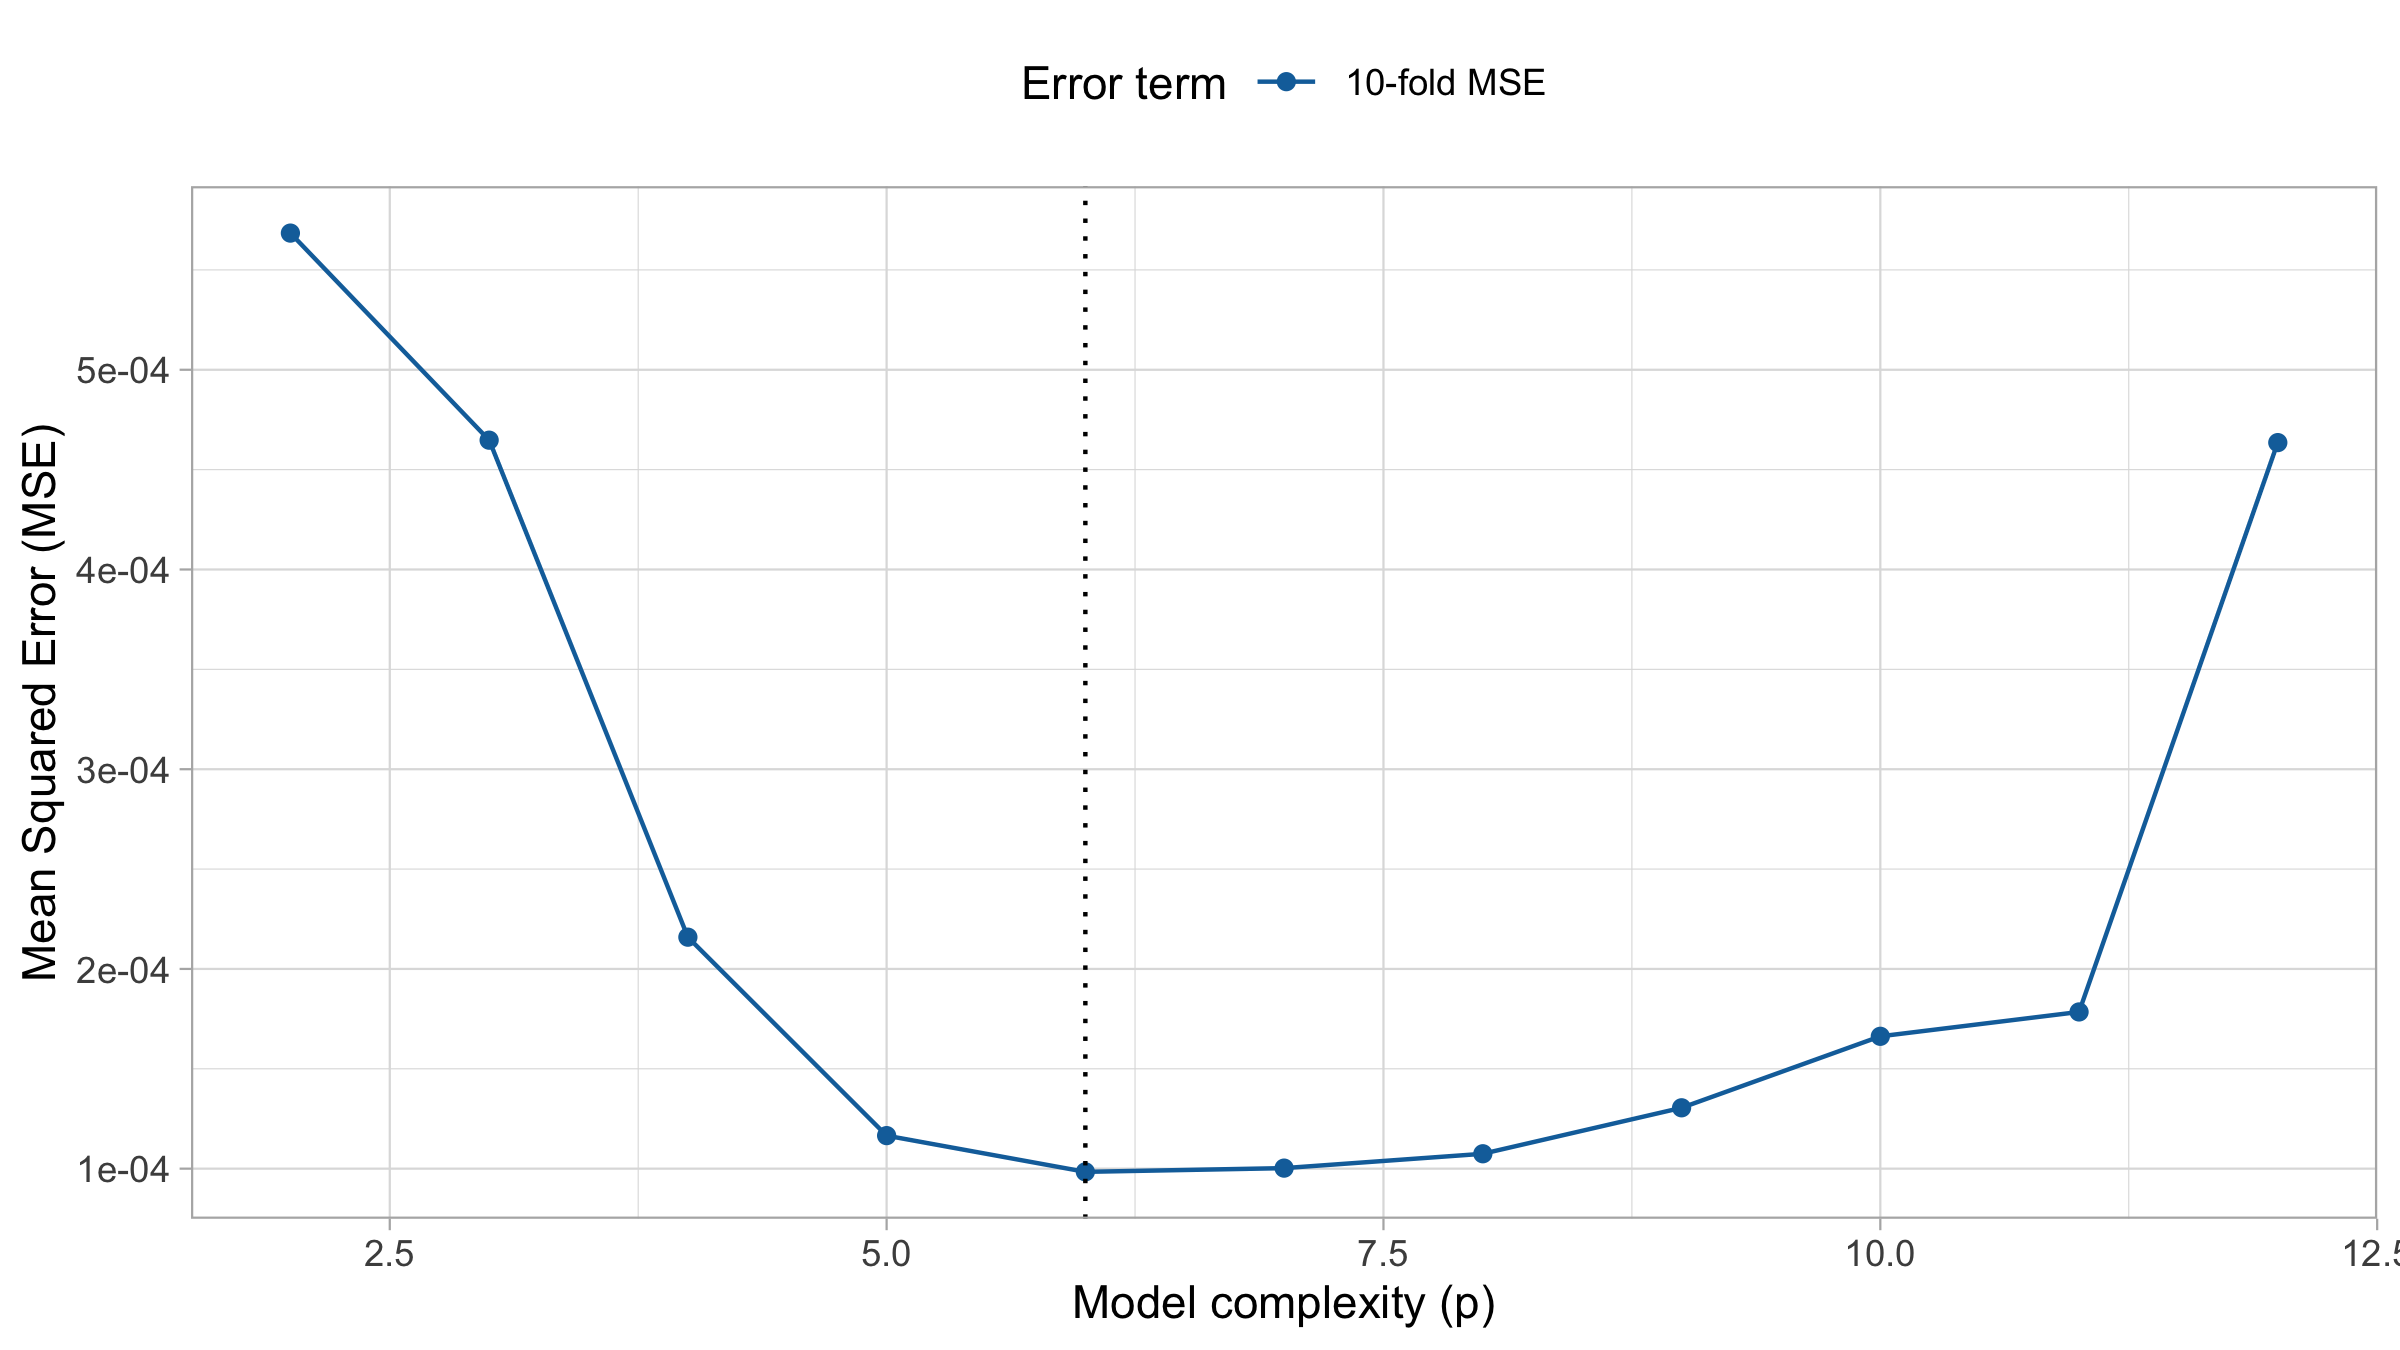 Error term 10-fold MSE
Mean Squared Error (MSE)
5e-04
4e-04
3e-04
2e-04
1e-04
2.5 5.0 7.5 10.0 12.5
Model complexity (p)